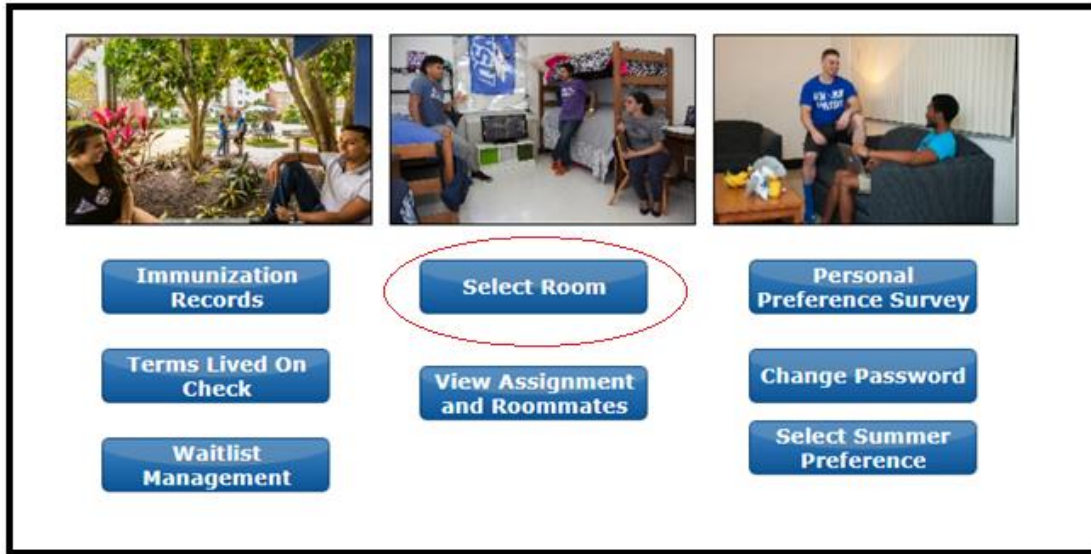 Immunization
Records
Select Room
Personal
Preference Survey
Terms Lived On
Check
View Assignment
and Roommates
Change Password
Waitlist
Management
Select Summer
Preference